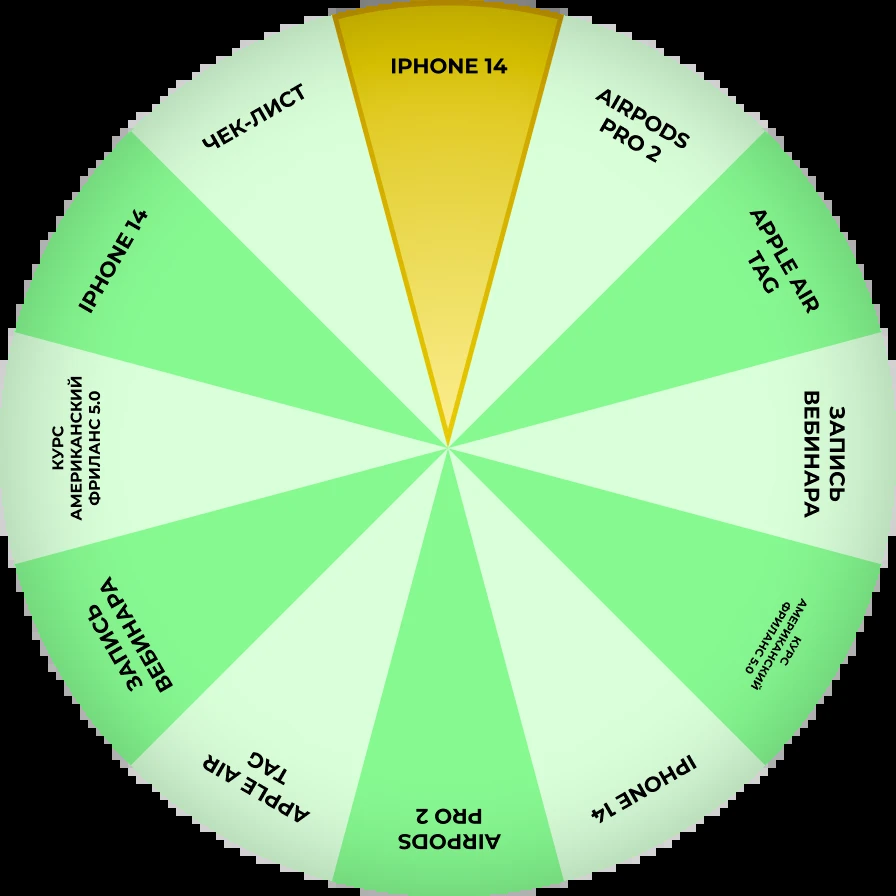 IPHONE 14
AIRPODS
PRO 2
APPLE AIR
TAG
ЗАПИСЬ
ВЕБИНАРА
КУРС
АМЕРИКАНСКИЙ
ФРИЛАНС 5.0
IPHONE 14
AIRPODS
PRO 2
APPLE AIR
TAG
ЗАПИСЬ
ВЕБИНАРА
КУРС
АМЕРИКАНСКИЙ
ФРИЛАНС 5.0
IPHONE 14
ЧЕК-ЛИСТ